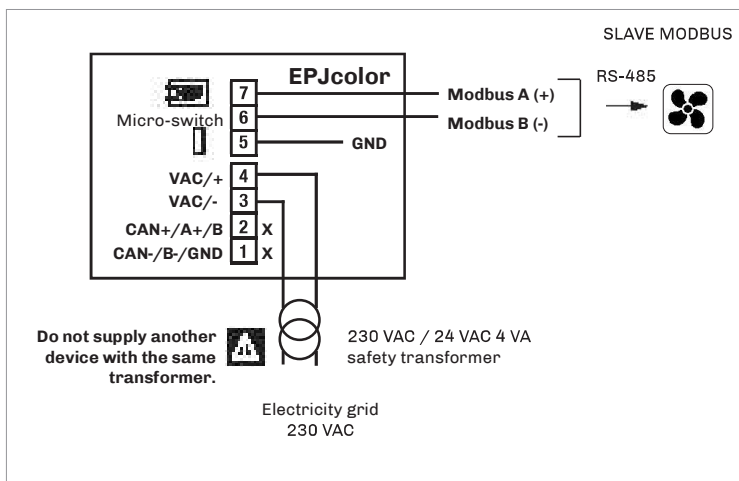 SLAVE MODBUS
EPJcolor
RS-485
7
Modbus A (+)
Micro-switch
6
Modbus B (-)
5
GND
VAC/+ 4
VAC/- 3
CAN+/A+/B 2 X
CAN-/B-/GND 1 X
Do not supply another
device with the same
transformer.
230 VAC / 24 VAC 4 VA
safety transformer
Electricity grid
230 VAC